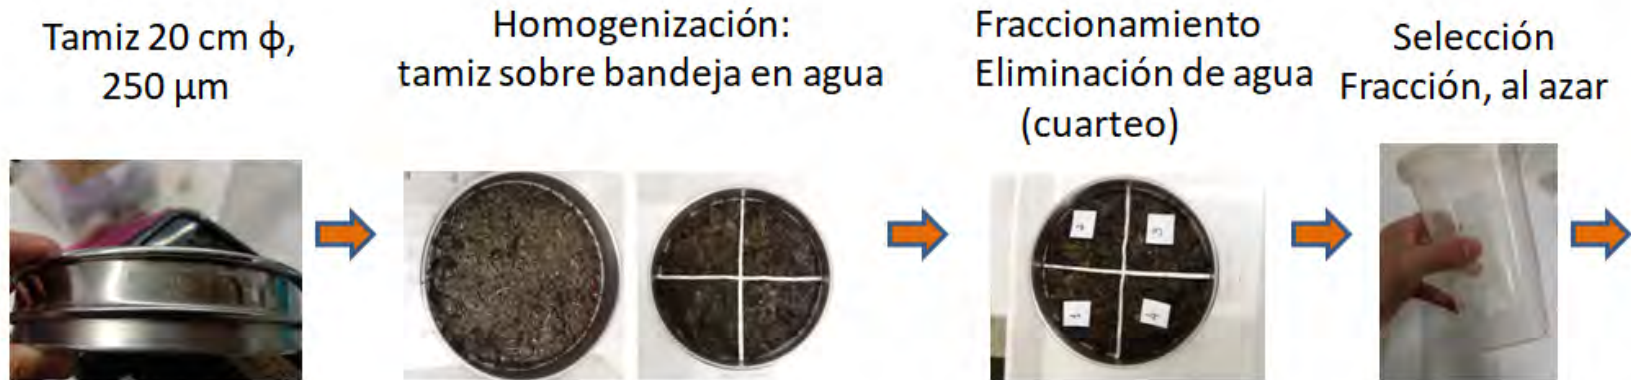 Tamiz 20 cm ф,
250 µm
Homogenización:
tamiz sobre bandeja en agua
Fraccionamiento
Eliminación de agua
(cuarteo)
Selección
Fracción, al azar